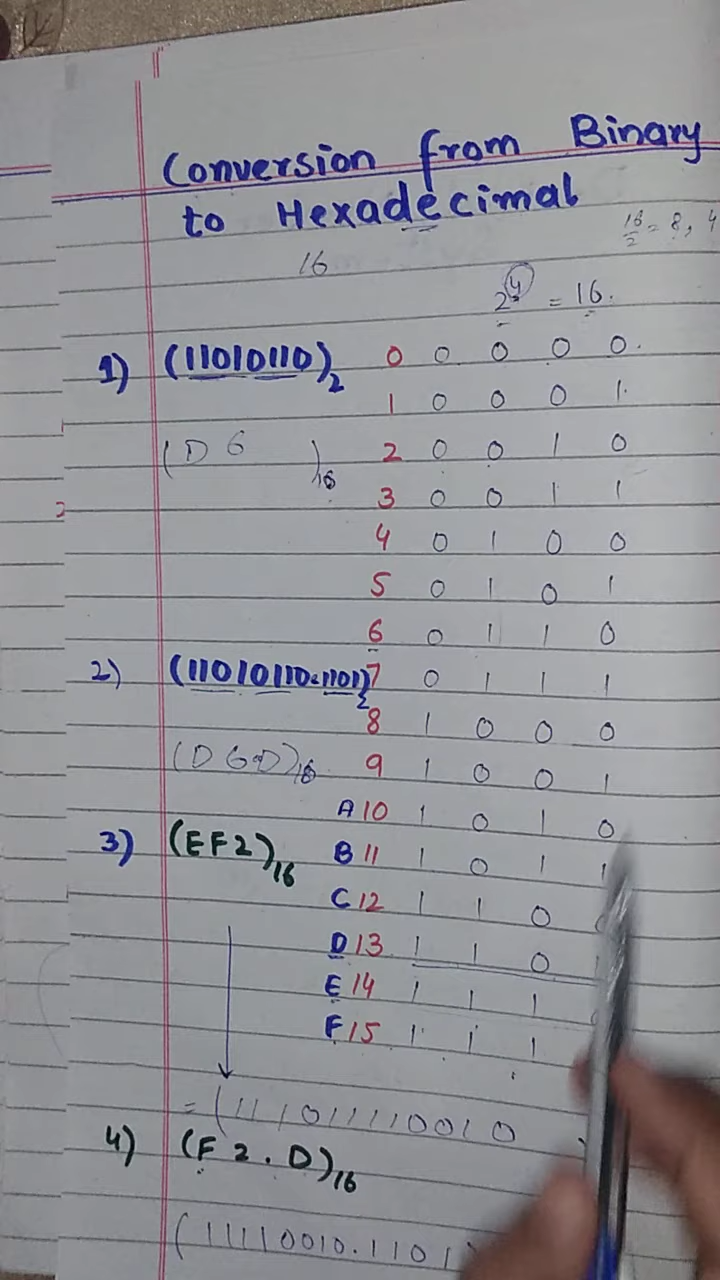 Conversion from Binary
to Hexadecimal
16/2 = 8, 4
16
2^4 = 16.
1) (11010110)2
(D 6 )16
0 0 0 0 0.
1 0 0 0 1.
2 0 0 1 0
3 0 0 1 1
4 0 1 0 0
5 0 1 0 1
6 0 1 1 0
2) (11010110.1101)2
7 0 1 1 1
8 1 0 0 0
(D 6.D)16
9 1 0 0 1
A 10 1 0 1 0
3) (EF2)16
B 11 1 0 1 1
C 12 1 1 0
D 13 1 1 0
E 14 1 1 1
F 15 1 1 1
= (111011110010
4) (F2.D)16
(11110010.1101)